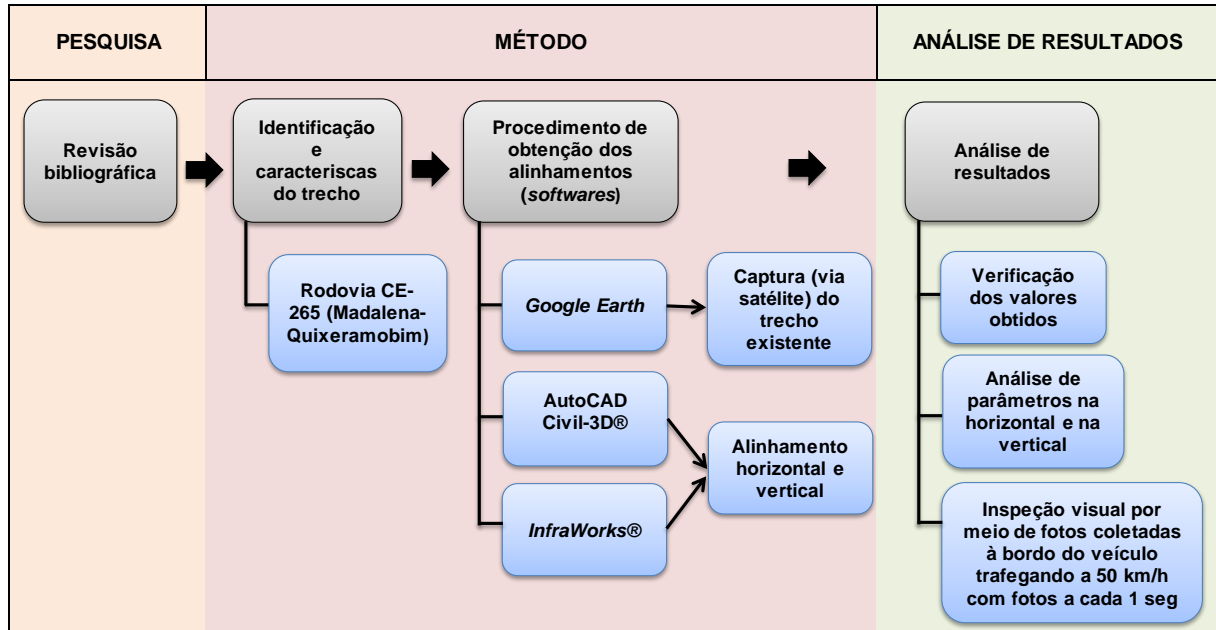 PESQUISA
MÉTODO
ANÁLISE DE RESULTADOS
Revisão
bibliográfica
Identificação
e
caracteriscas
do trecho
Procedimento de
obtenção dos
alinhamentos
(softwares)
Análise de
resultados
Rodovia CE-
265 (Madalena-
Quixeramobim)
Google Earth
Captura (via
satélite) do
trecho
existente
AutoCAD
Civil-3D®
InfraWorks®
Alinhamento
horizontal e
vertical
Verificação
dos valores
obtidos
Análise de
parâmetros na
horizontal e na
vertical
Inspeção visual por
meio de fotos coletadas
à bordo do veículo
trafegando a 50 km/h
com fotos a cada 1 seg